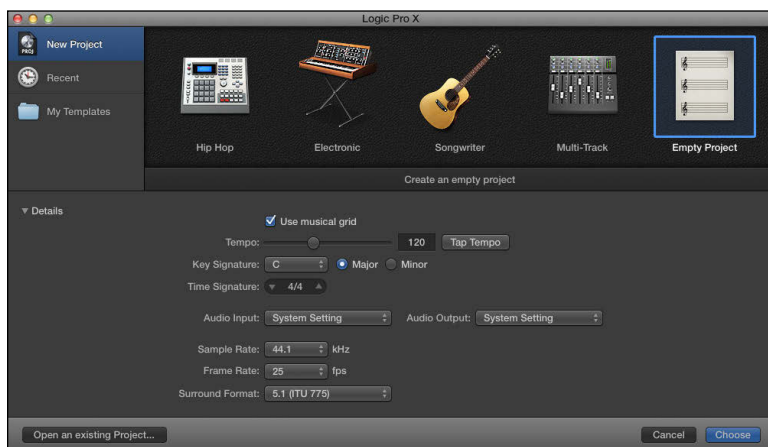 Logic Pro X
New Project
Recent
My Templates
PROJ
Hip Hop Electronic Songwriter Multi-Track Empty Project
Create an empty project
Details
Use musical grid
Tempo: 120 Tap Tempo
Key Signature: C Major Minor
Time Signature: 4/4
Audio Input: System Setting Audio Output: System Setting
Sample Rate: 44.1 kHz
Frame Rate: 25 fps
Surround Format: 5.1 (ITU 775)
Open an existing Project... Cancel Choose